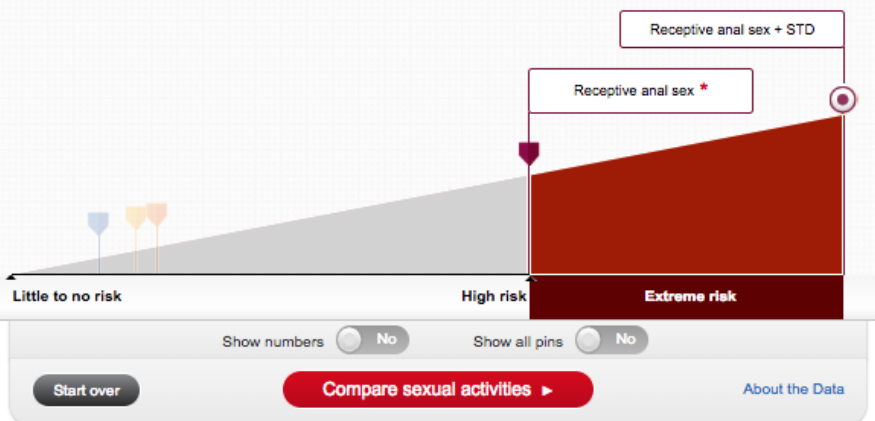 Receptive anal sex + STD
Receptive anal sex *
Little to no risk
High risk
Extreme risk
Show numbers No
Show all pins No
Start over
Compare sexual activities ►
About the Data